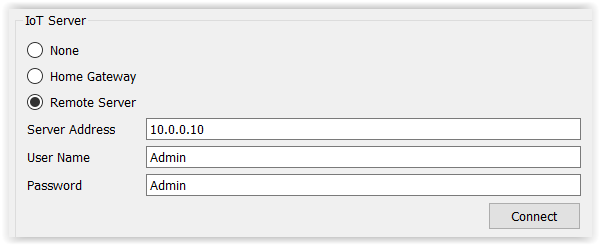 IoT Server
None
Home Gateway
Remote Server
Server Address 10.0.0.10
User Name Admin
Password Admin
Connect